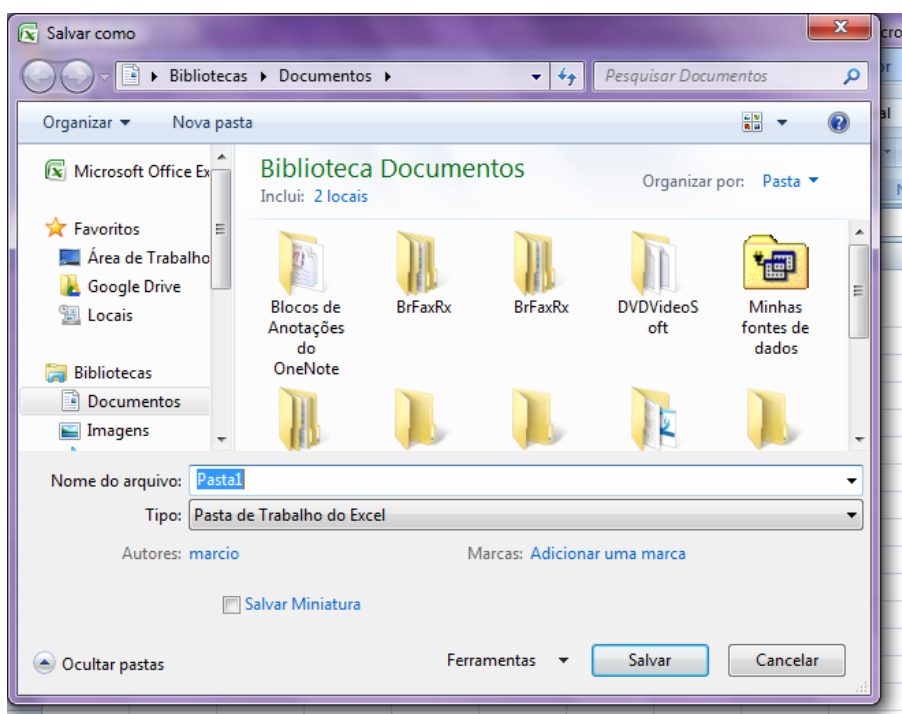 Salvar como
cro
Bibliotecas Documentos
Pesquisar Documentos
Organizar
Nova pasta
al
Microsoft Office Ex
Biblioteca Documentos
Inclui: 2 locais
Organizar por: Pasta
Favoritos
Área de Trabalho
Google Drive
Locais
Bibliotecas
Documentos
Imagens
Blocos de
Anotações
do
OneNote
BrFaxRx
BrFaxRx
DVDVideoS
oft
Minhas
fontes de
dados
Nome do arquivo: Pasta1
Tipo: Pasta de Trabalho do Excel
Autores: marcio
Marcas: Adicionar uma marca
Salvar Miniatura
Ocultar pastas
Ferramentas
Salvar
Cancelar